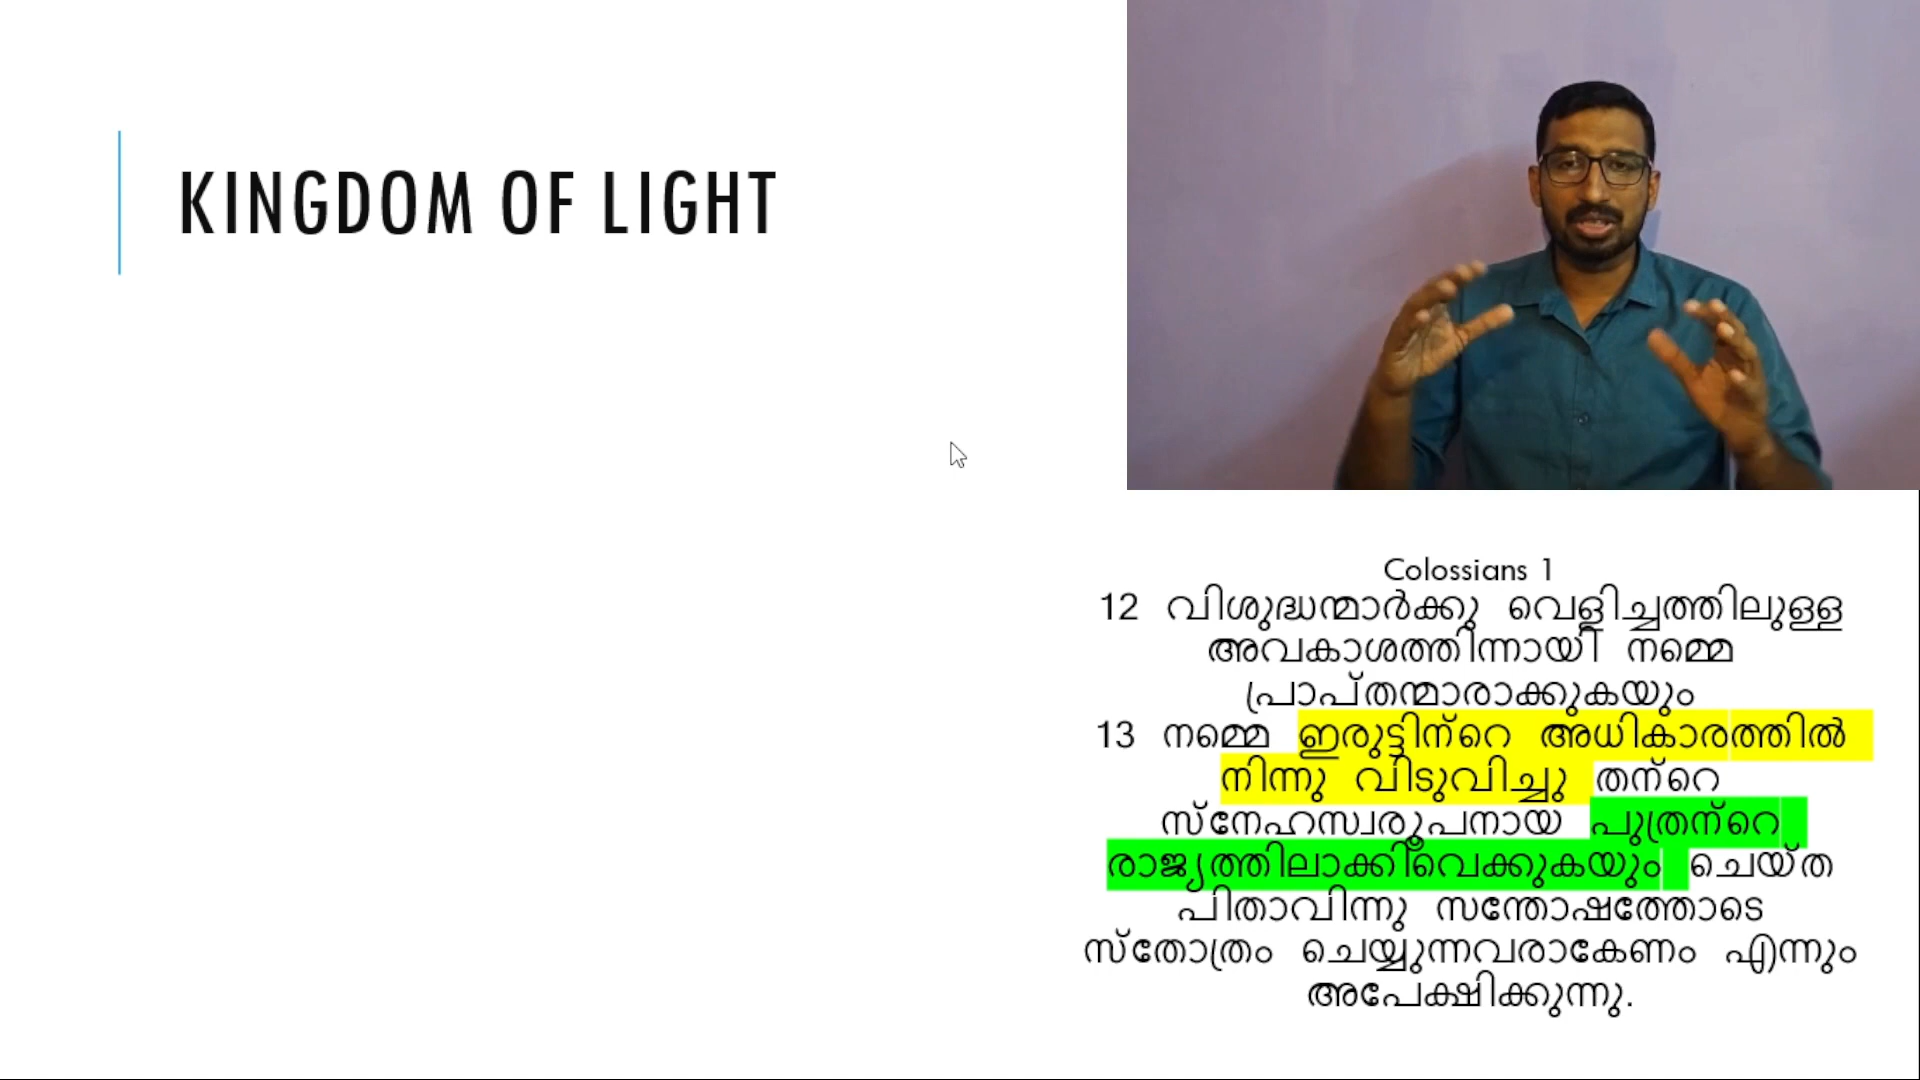 KINGDOM OF LIGHT
Colossians 1
12 വിശുദ്ധന്മാർക്കു വെളിച്ചത്തിലുള്ള
അവകാശത്തിന്നായി നമ്മെ
പ്രാപ്തന്മാരാക്കുകയും
13 നമ്മെ ഇരുട്ടിന്റെ അധികാരത്തിൽ
നിന്നു വിടുവിച്ചു തന്റെ
സ്നേഹസ്വരൂപനായ പുത്രന്റെ
രാജ്യത്തിലാക്കിവെക്കുകയും ചെയ്ത
പിതാവിന്നു സന്തോഷത്തോടെ
സ്തോത്രം ചെയ്യുന്നവരാകേണം എന്നും
അപേക്ഷിക്കുന്നു.